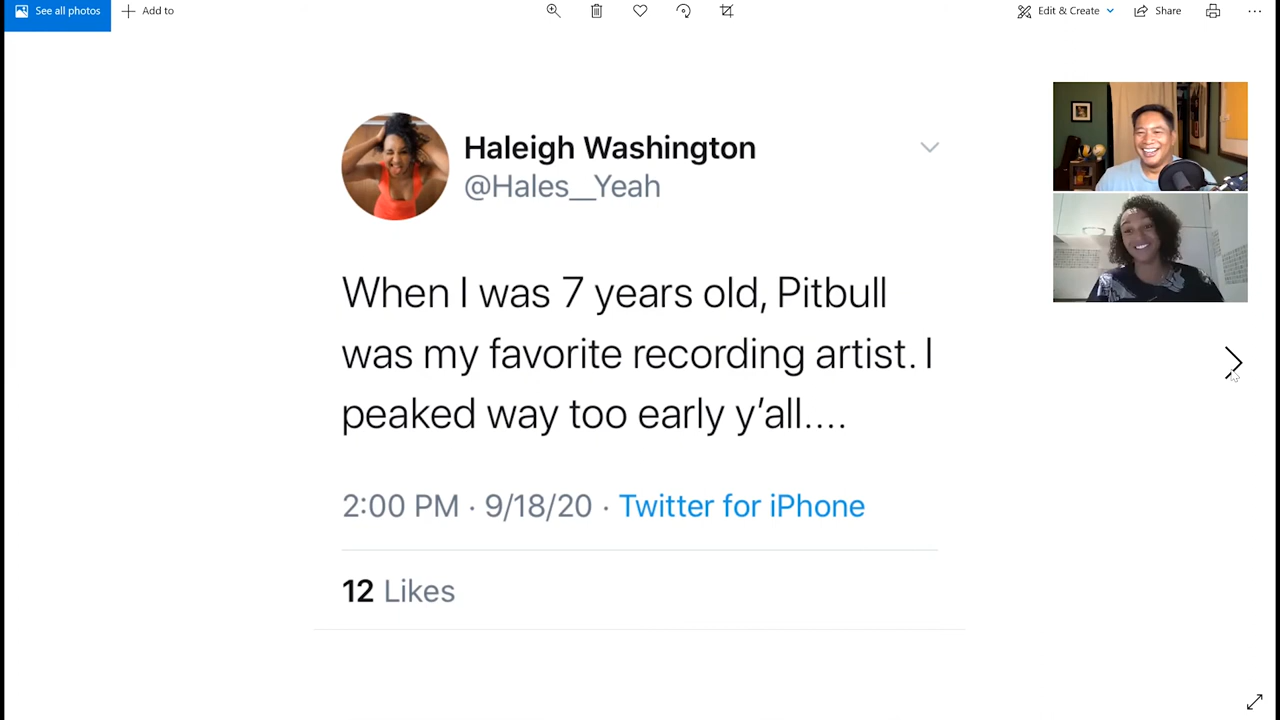 See all photos
Add to
Edit & Create
Share
Haleigh Washington
@Hales__Yeah
When I was 7 years old, Pitbull
was my favorite recording artist. I
peaked way too early y’all....
2:00 PM · 9/18/20 · Twitter for iPhone
12 Likes